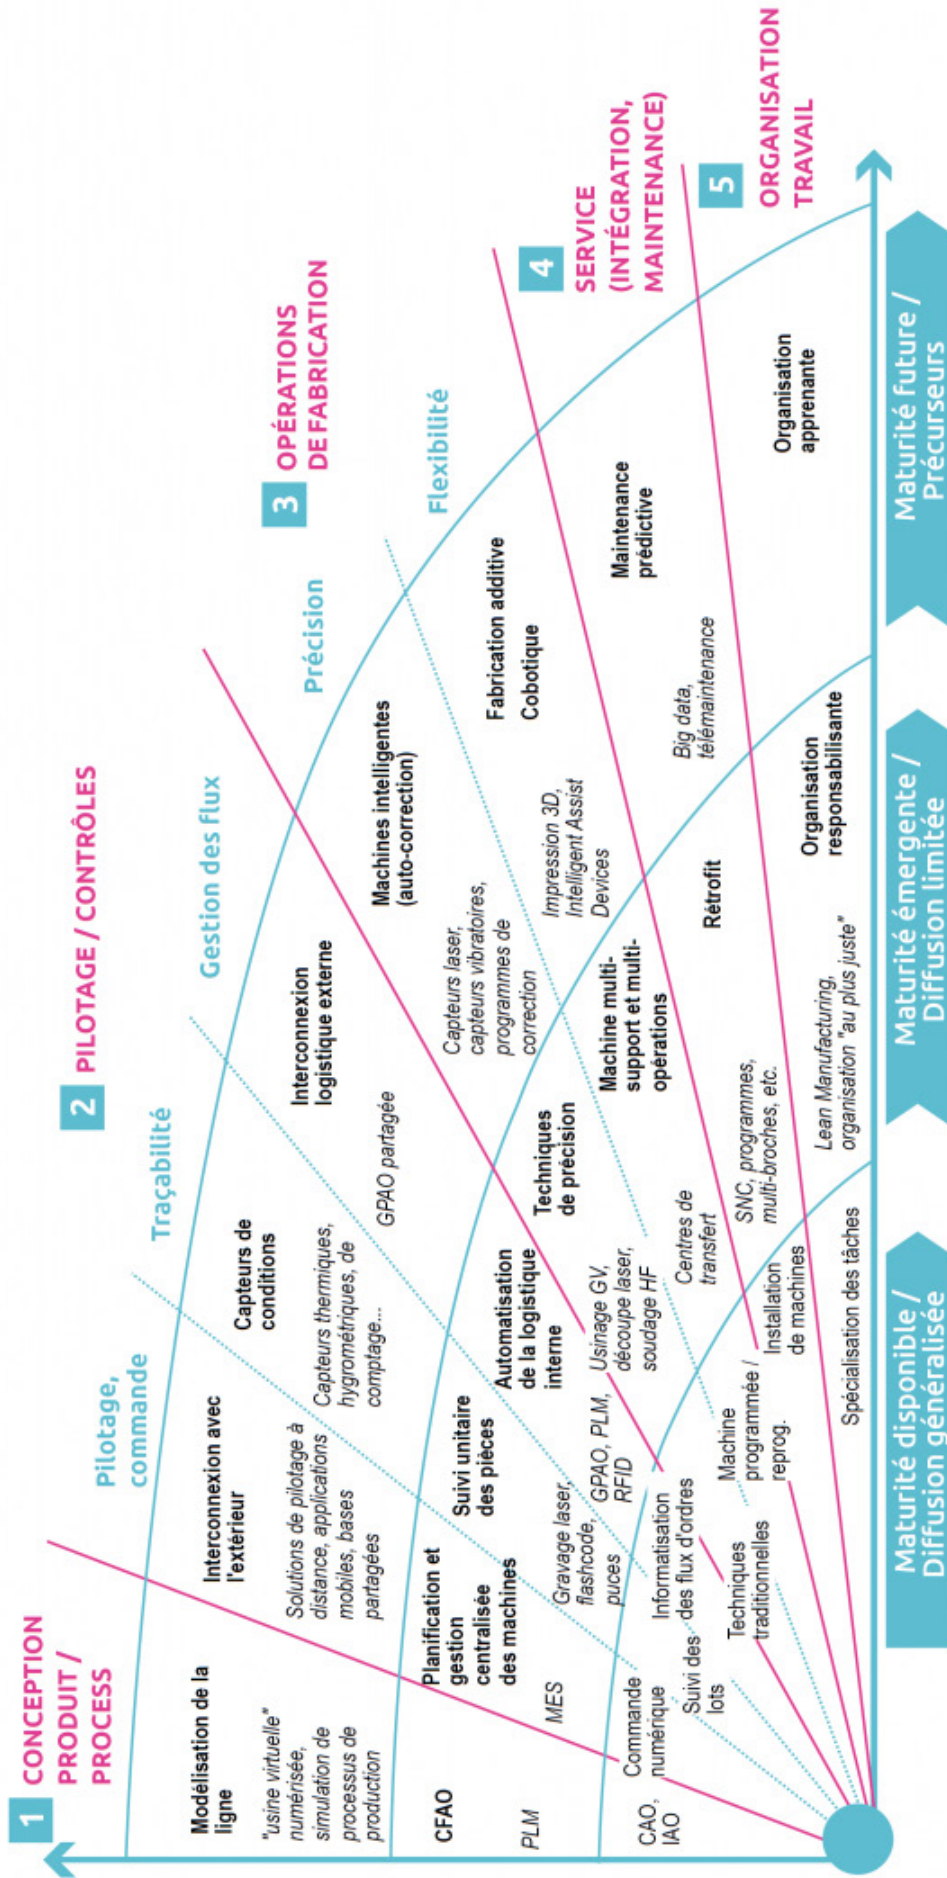 1
CONCEPTION
PRODUIT /
PROCESS
2
PILOTAGE / CONTRÔLES
3
OPÉRATIONS
DE FABRICATION
4
SERVICE
(INTÉGRATION,
MAINTENANCE)
5
ORGANISATION
TRAVAIL
Pilotage,
commande
Traçabilité
Gestion des flux
Précision
Flexibilité
Modélisation de la
ligne
"usine virtuelle"
numérisée,
simulation de
processus de
production
CFAO
PLM
CAO,
IAO
Interconnexion avec
l'extérieur
Solutions de pilotage à
distance, applications
mobiles, bases
partagées
Planification et
gestion
centralisée
des machines
MES
Commande
numérique
Capteurs de
conditions
Capteurs thermiques,
hygrométriques, de
comptage...
Suivi unitaire
des pièces
Gravage laser,
flashcode,
puces
Suivi des
lots
Interconnexion
logistique externe
GPAO partagée
Automatisation
de la logistique
interne
GPAO, PLM,
RFID
Informatisation
des flux d'ordres
Machines intelligentes
(auto-correction)
Capteurs laser,
capteurs vibratoires,
programmes de
correction
Techniques
de précision
Usinage GV,
découpe laser,
soudage HF
Techniques
traditionnelles
Fabrication additive
Cobotique
Impression 3D,
Intelligent Assist
Devices
Machine multi-
support et multi-
opérations
Centres de
transfert
Machine
programmée /
reprog.
Maintenance
prédictive
Big data,
télémaintenance
Rétrofit
SNC, programmes,
multi-broches, etc.
Installation
de machines
Organisation
apprenante
Organisation
responsabilisante
Lean Manufacturing,
organisation "au plus juste"
Spécialisation des tâches
Maturité disponible /
Diffusion généralisée
Maturité émergente /
Diffusion limitée
Maturité future /
Précurseurs